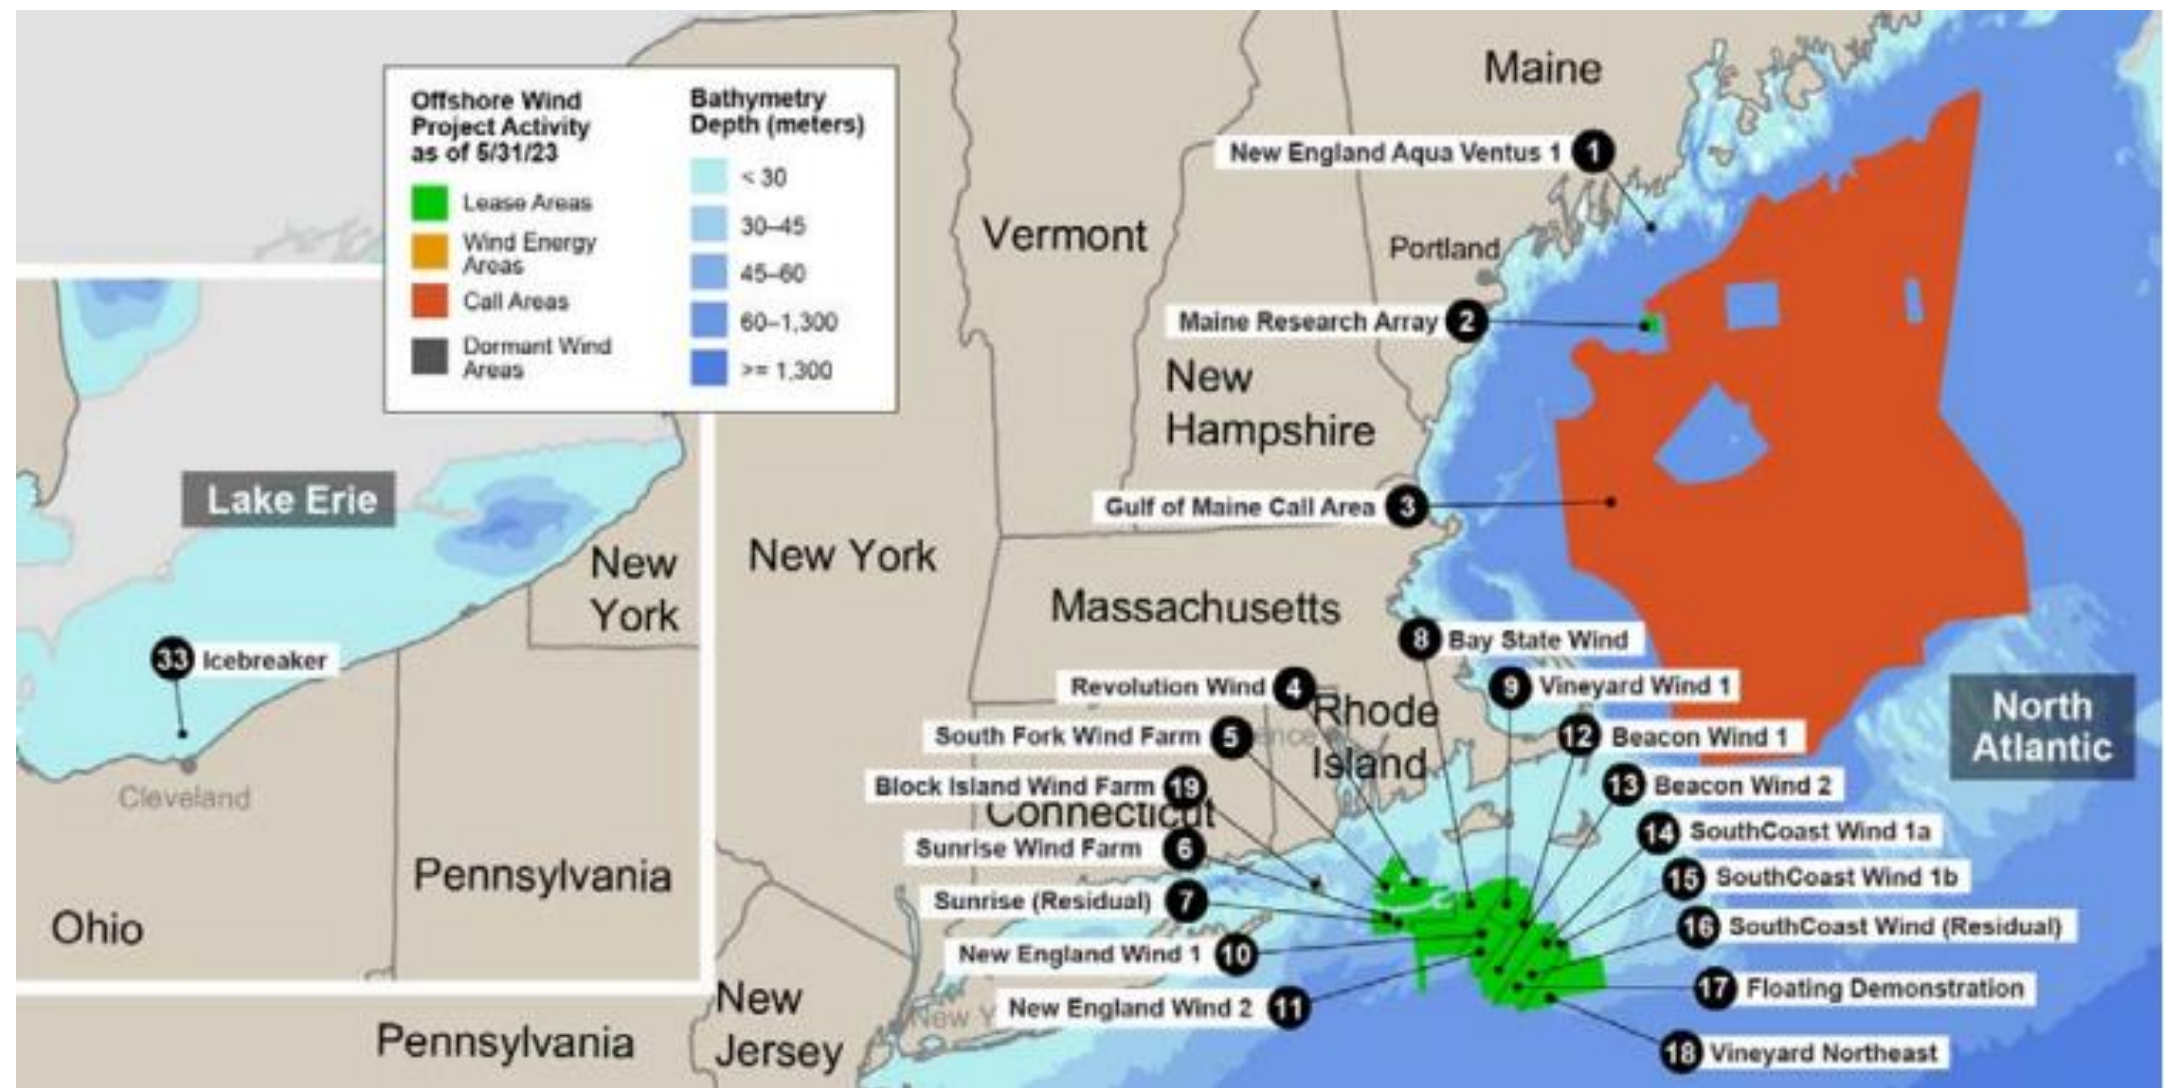 Offshore Wind
Project Activity
as of 5/31/23
Lease Areas
Wind Energy
Areas
Call Areas
Dormant Wind
Areas
Bathymetry
Depth (meters)
< 30
30–45
45–60
60–1,300
>= 1,300
Maine
New England Aqua Ventus 1 1
Vermont
Portland
Maine Research Array 2
New
Hampshire
Gulf of Maine Call Area 3
Lake Erie
New
York
New York
Massachusetts
33 Icebreaker
8 Bay State Wind
Revolution Wind 4
9 Vineyard Wind 1
Rhode
Island
North
Atlantic
South Fork Wind Farm 5
12 Beacon Wind 1
Block Island Wind Farm 19
13 Beacon Wind 2
Connecticut
Cleveland
14 SouthCoast Wind 1a
Sunrise Wind Farm 6
15 SouthCoast Wind 1b
Pennsylvania
Sunrise (Residual) 7
Ohio
16 SouthCoast Wind (Residual)
New England Wind 1 10
17 Floating Demonstration
New England Wind 2 11
New
Jersey
New Y
Pennsylvania
18 Vineyard Northeast